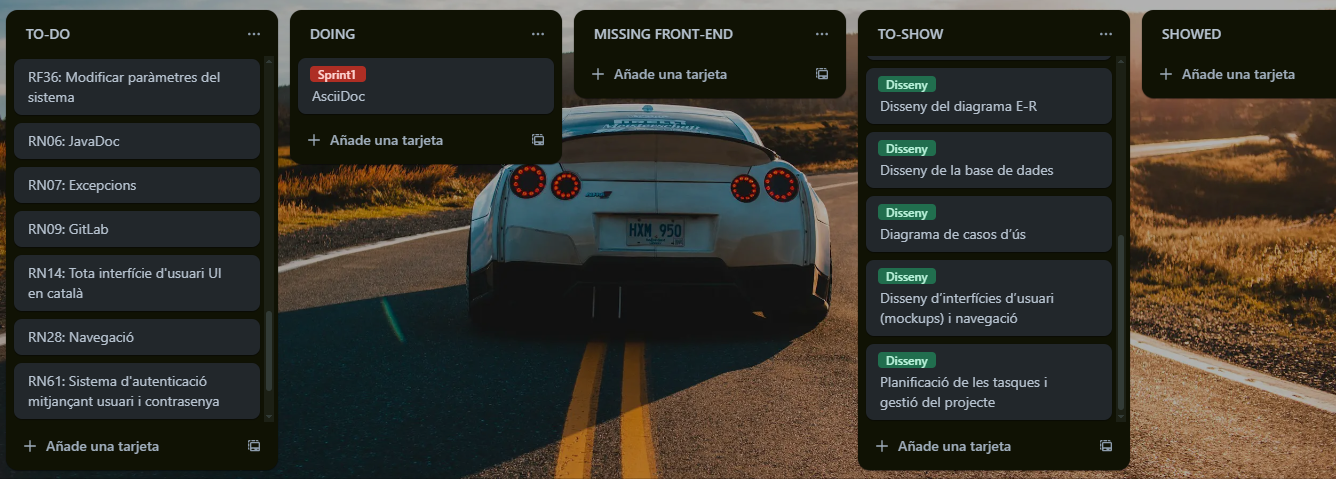 TO-DO
RF36: Modificar paràmetres del
sistema
RN06: JavaDoc
RN07: Excepcions
RN09: GitLab
RN14: Tota interfície d'usuari UI
en català
RN28: Navegació
RN61: Sistema d'autenticació
mitjançant usuari i contrasenya
Añade una tarjeta
DOING
Sprint1
AsciiDoc
Añade una tarjeta
MISSING FRONT-END
Añade una tarjeta
HXM 950
TO-SHOW
Disseny
Disseny del diagrama E-R
Disseny
Disseny de la base de dades
Disseny
Diagrama de casos d'ús
Disseny
Disseny d'interfícies d'usuari
(mockups) i navegació
Disseny
Planificació de les tasques i
gestió del projecte
Añade una tarjeta
SHOWED
Añade una tarjeta